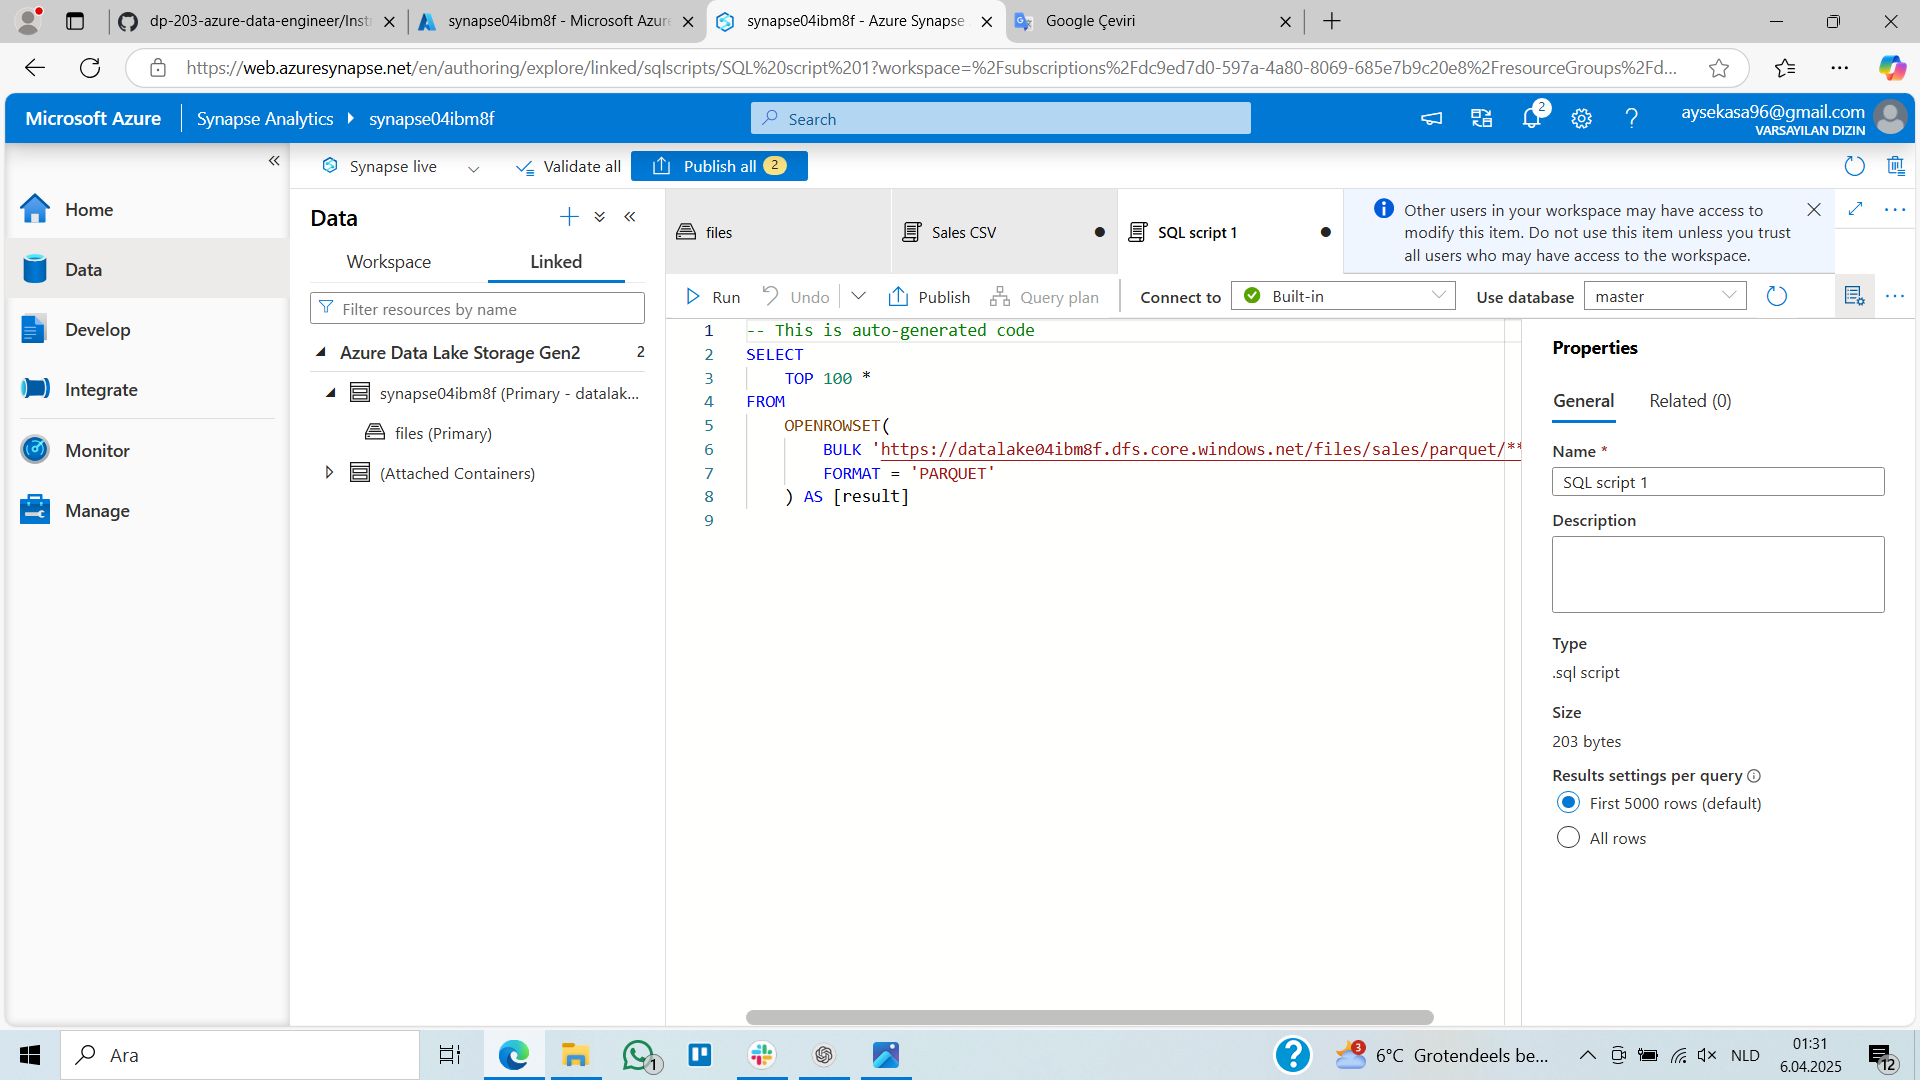 dp-203-azure-data-engineer/Inst
synapse04ibm8f - Microsoft Azure
synapse04ibm8f - Azure Synapse
Google Çeviri
https://web.azuresynapse.net/en/authoring/explore/linked/sqlscripts/SQL%20script%201?workspace=%2Fsubscriptions%2Fdc9ed7d0-597a-4a80-8069-685e7b9c20e8%2FresourceGroups%2Fd...
Microsoft Azure
Synapse Analytics
synapse04ibm8f
Search
2
aysekasa96@gmail.com
VARSAYILAN DIZIN
Synapse live
Validate all
Publish all 2
Home
Data
Develop
Integrate
Monitor
Manage
Data
Workspace
Linked
Filter resources by name
Azure Data Lake Storage Gen2 2
synapse04ibm8f (Primary - datalak...
files (Primary)
(Attached Containers)
files
Sales CSV
SQL script 1
Other users in your workspace may have access to
modify this item. Do not use this item unless you trust
all users who may have access to the workspace.
Run
Undo
Publish
Query plan
Connect to
Built-in
Use database
master
1 -- This is auto-generated code
2 SELECT
3 TOP 100 *
4 FROM
5 OPENROWSET(
6 BULK 'https://datalake04ibm8f.dfs.core.windows.net/files/sales/parquet/**
7 FORMAT = 'PARQUET'
8 ) AS [result]
9
Properties
General
Related (0)
Name *
SQL script 1
Description
Type
.sql script
Size
203 bytes
Results settings per query
First 5000 rows (default)
All rows
Ara
1
3
6°C Grotendeels be...
NLD
01:31
6.04.2025
12